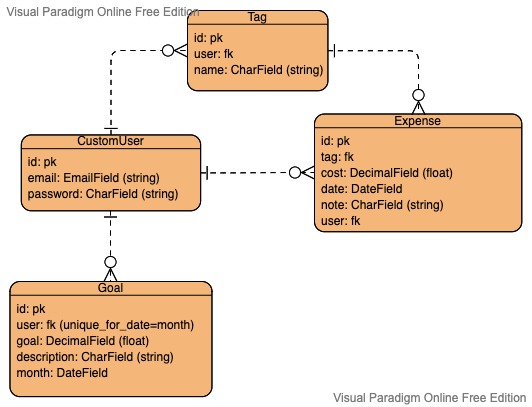 Visual Paradigm Online Free Edition
Tag
id: pk
user: fk
name: CharField (string)
CustomUser
id: pk
email: EmailField (string)
password: CharField (string)
Expense
id: pk
tag: fk
cost: DecimalField (float)
date: DateField
note: CharField (string)
user: fk
Goal
id: pk
user: fk (unique_for_date=month)
goal: DecimalField (float)
description: CharField (string)
month: DateField
Visual Paradigm Online Free Edition